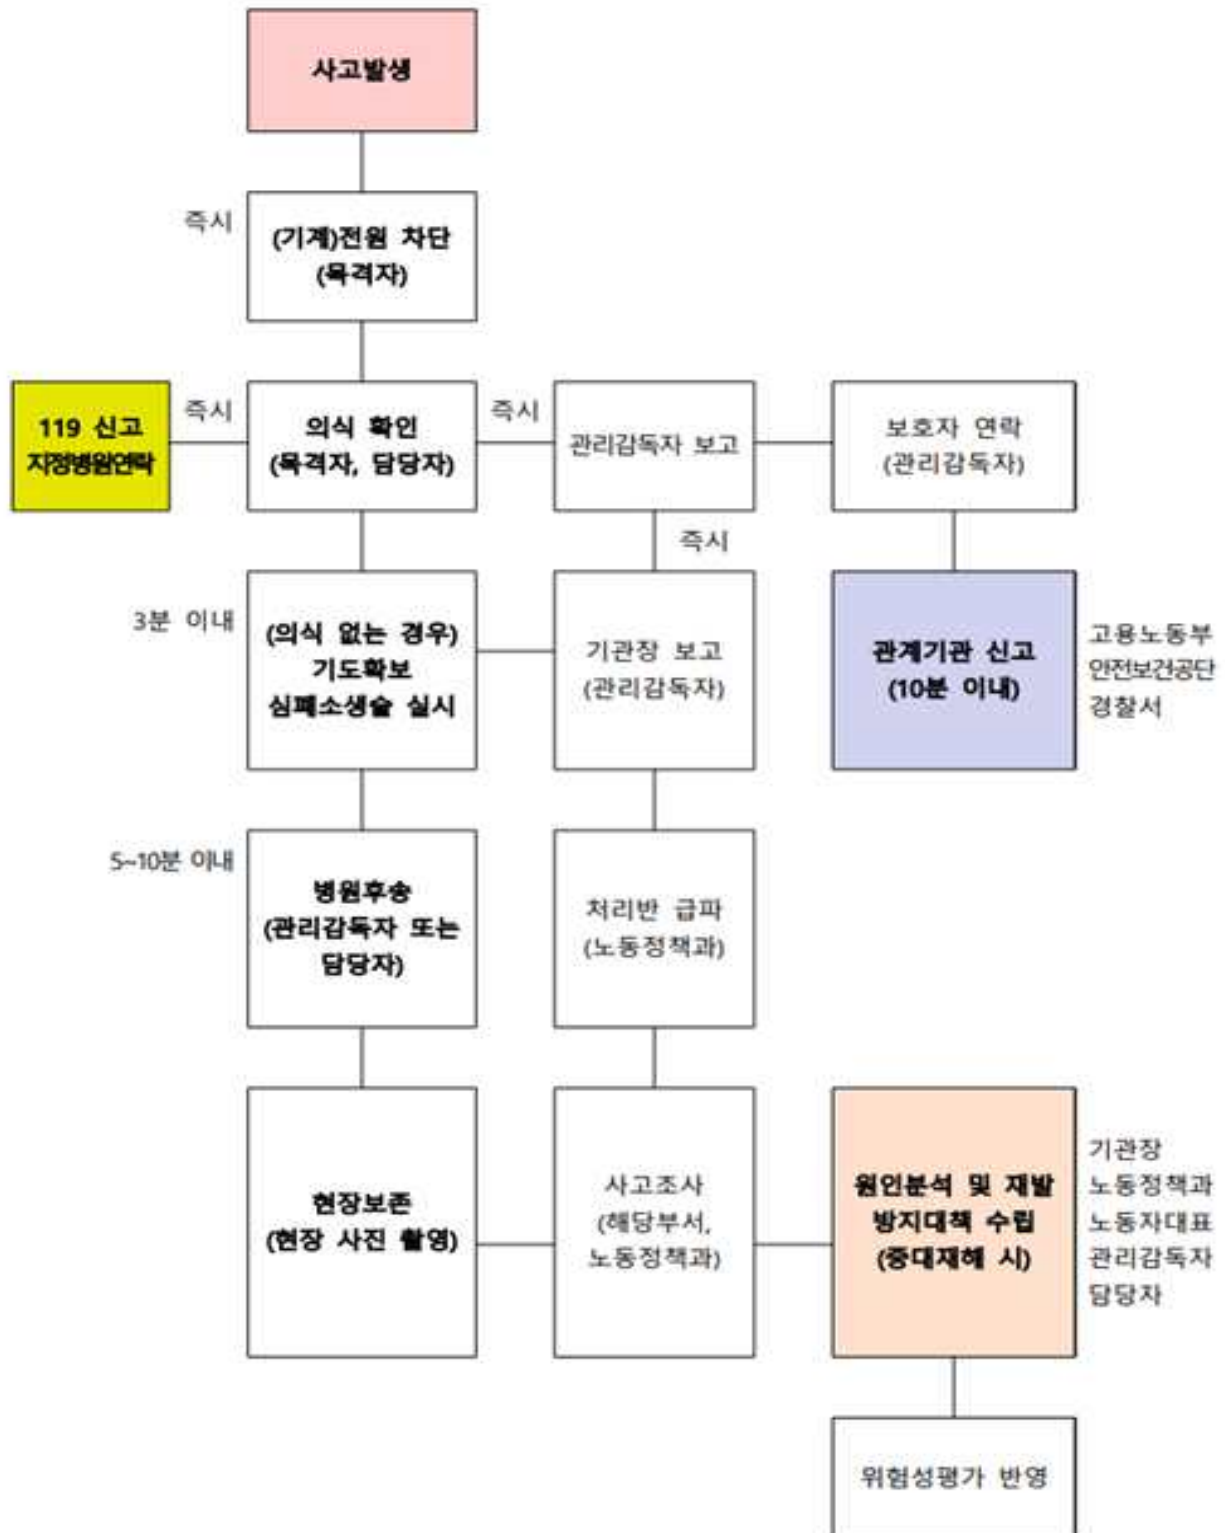 사고발생
즉시
(기계)전원 차단
(목격자)
119 신고
지정병원연락
즉시
의식 확인
(목격자, 담당자)
즉시
관리감독자 보고
보호자 연락
(관리감독자)
즉시
3분 이내
(의식 없는 경우)
기도확보
심폐소생술 실시
기관장 보고
(관리감독자)
관계기관 신고
(10분 이내)
고용노동부
안전보건공단
경찰서
5~10분 이내
병원후송
(관리감독자 또는
담당자)
처리반 급파
(노동정책과)
현장보존
(현장 사진 촬영)
사고조사
(해당부서,
노동정책과)
원인분석 및 재발
방지대책 수립
(중대재해 시)
기관장
노동정책과
노동자대표
관리감독자
담당자
위험성평가 반영